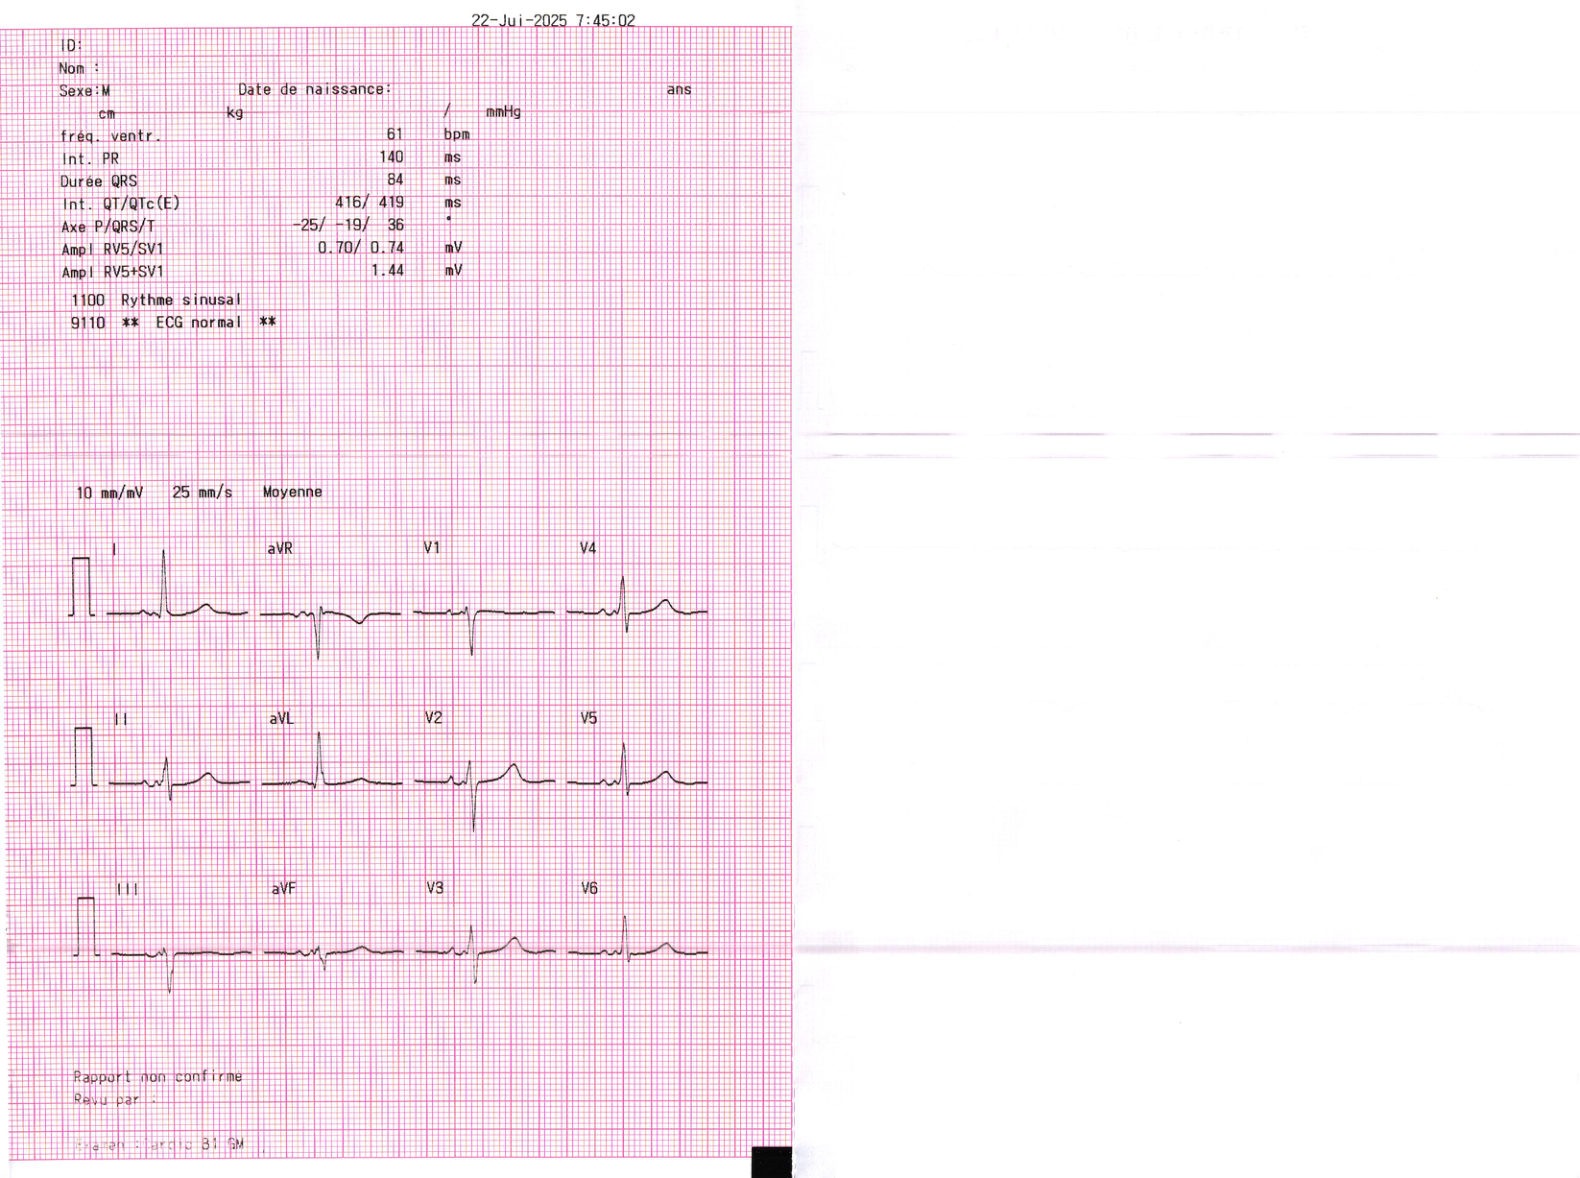 22-Jui-2025 7:45:02
ID:
Nom :
Sexe:M Date de naissance: ans
cm kg / mmHg
fréq. ventr. 61 bpm
Int. PR 140 ms
Durée QRS 84 ms
Int. QT/QTc(E) 416/ 419 ms
Axe P/QRS/T -25/ -19/ 36 °
Ampl RV5/SV1 0.70/ 0.74 mV
Ampl RV5+SV1 1.44 mV
1100 Rythme sinusal
9110 ** ECG normal **
10 mm/mV 25 mm/s Moyenne
I aVR V1 V4
II aVL V2 V5
III aVF V3 V6
Rapport non confirme
Revu par :
31 GM